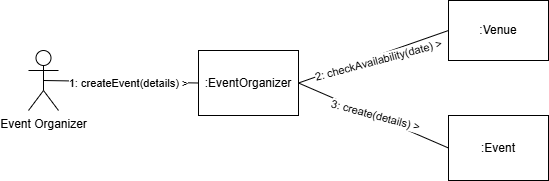 :Venue
2: checkAvailability(date) >
1: createEvent(details) >
:EventOrganizer
3: create(details) >
Event Organizer
:Event